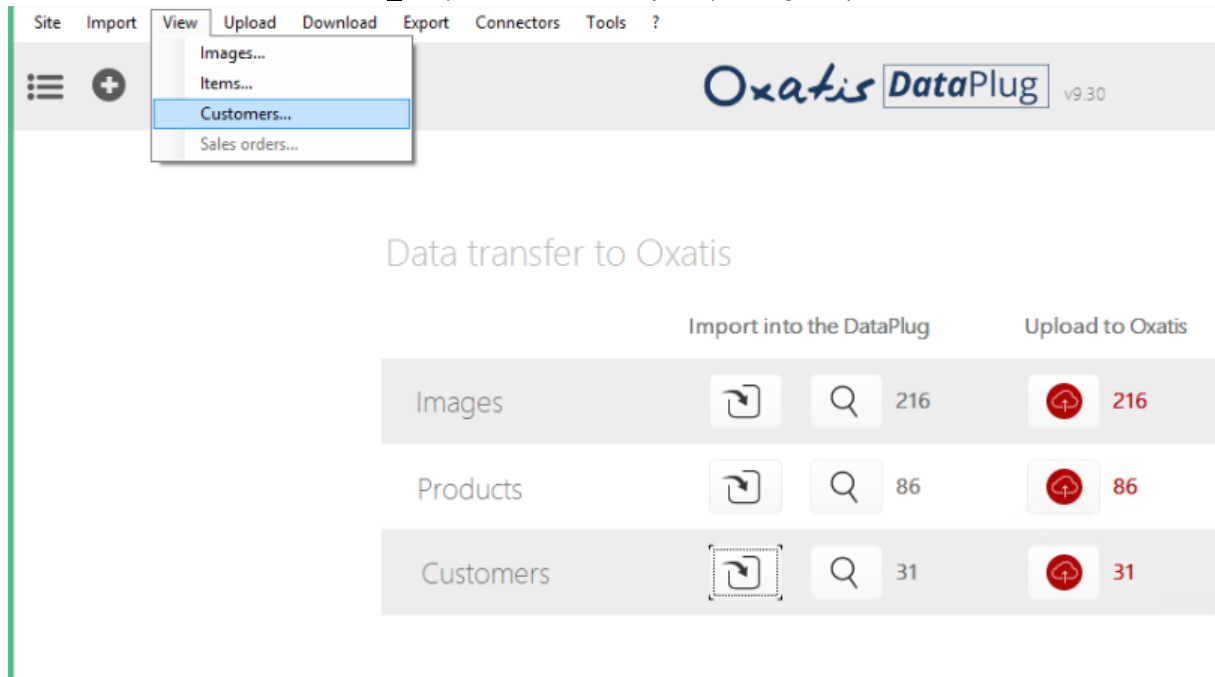 Site Import View Upload Download Export Connectors Tools ?
Images...
Items...
Customers...
Sales orders...
Oxatis DataPlug v9.30
Data transfer to Oxatis
Import into the DataPlug Upload to Oxatis
Images 216 216
Products 86 86
Customers 31 31